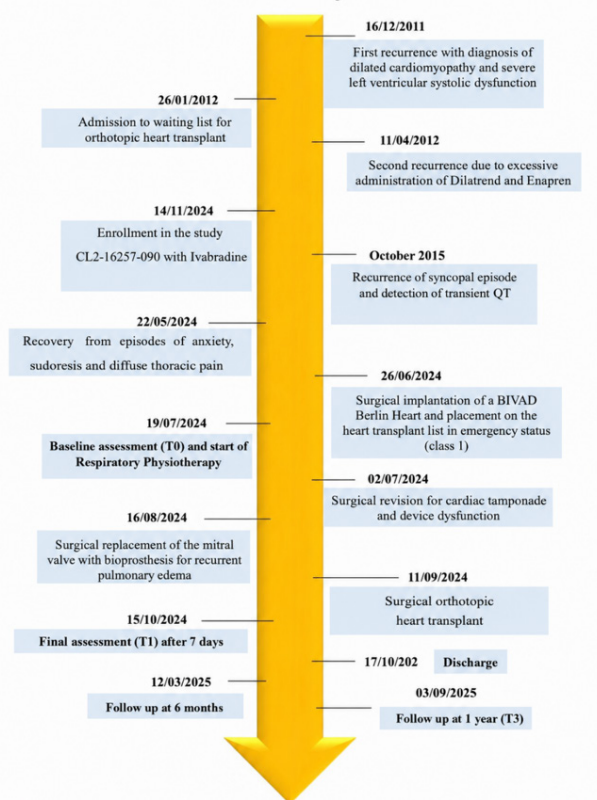 16/12/2011
First recurrence with diagnosis of
dilated cardiomyopathy and severe
left ventricular systolic dysfunction
26/01/2012
Admission to waiting list for
orthotopic heart transplant
11/04/2012
Second recurrence due to excessive
administration of Dilatrend and Enapren
14/11/2024
Enrollment in the study
CL2-16257-090 with Ivabradine
October 2015
Recurrence of syncopal episode
and detection of transient QT
22/05/2024
Recovery from episodes of anxiety,
sudoresis and diffuse thoracic pain
26/06/2024
Surgical implantation of a BIVAD
Berlin Heart and placement on the
heart transplant list in emergency status
(class 1)
19/07/2024
Baseline assessment (T0) and start of
Respiratory Physiotherapy
02/07/2024
Surgical revision for cardiac tamponade
and device dysfunction
16/08/2024
Surgical replacement of the mitral
valve with bioprosthesis for recurrent
pulmonary edema
11/09/2024
Surgical orthotopic
heart transplant
15/10/2024
Final assessment (T1) after 7 days
17/10/202 Discharge
12/03/2025
Follow up at 6 months
03/09/2025
Follow up at 1 year (T3)